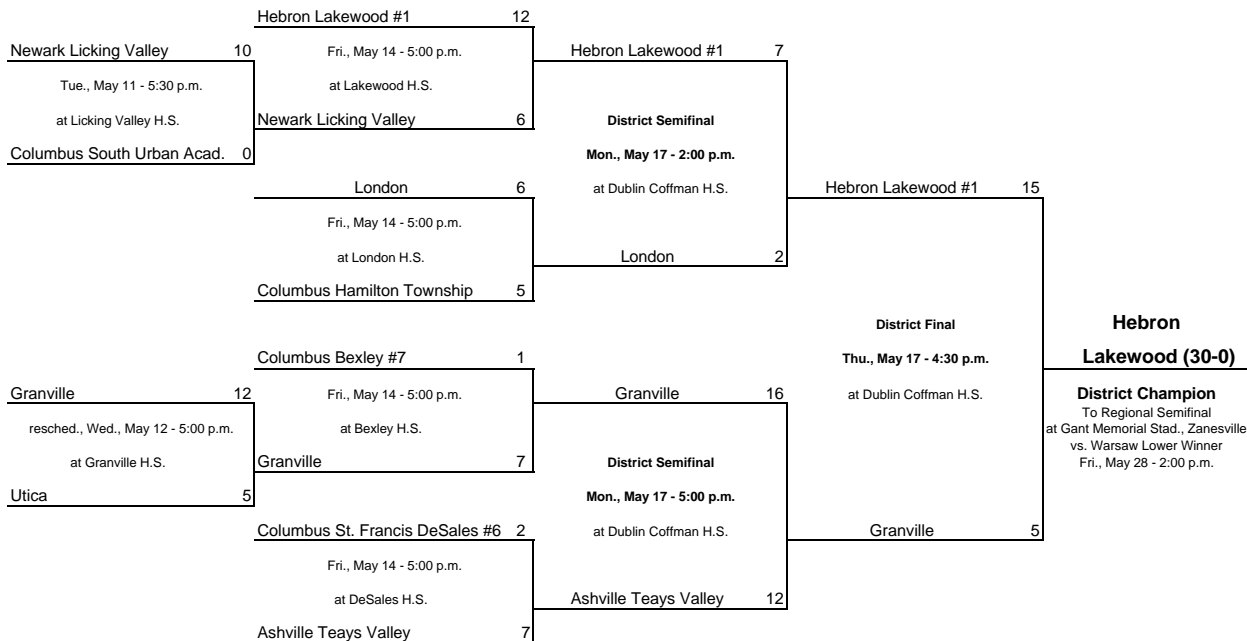 Hebron Lakewood #1 12
Newark Licking Valley 10
Fri., May 14 - 5:00 p.m.
Hebron Lakewood #1 7
Tue., May 11 - 5:30 p.m.
at Lakewood H.S.
at Licking Valley H.S.
Newark Licking Valley 6
District Semifinal
Columbus South Urban Acad. 0
Mon., May 17 - 2:00 p.m.
London 6
at Dublin Coffman H.S.
Hebron Lakewood #1 15
Fri., May 14 - 5:00 p.m.
at London H.S.
London 2
Columbus Hamilton Township 5
District Final
Hebron
Columbus Bexley #7 1
Thu., May 17 - 4:30 p.m.
Lakewood (30-0)
Granville 12
Fri., May 14 - 5:00 p.m.
Granville 16
at Dublin Coffman H.S.
District Champion
To Regional Semifinal
resched., Wed., May 12 - 5:00 p.m.
at Bexley H.S.
at Gant Memorial Stad., Zanesville
vs. Warsaw Lower Winner
at Granville H.S.
Granville 7
District Semifinal
Fri., May 28 - 2:00 p.m.
Utica 5
Mon., May 17 - 5:00 p.m.
Columbus St. Francis DeSales #6 2
at Dublin Coffman H.S.
Granville 5
Fri., May 14 - 5:00 p.m.
at DeSales H.S.
Ashville Teays Valley 12
Ashville Teays Valley 7